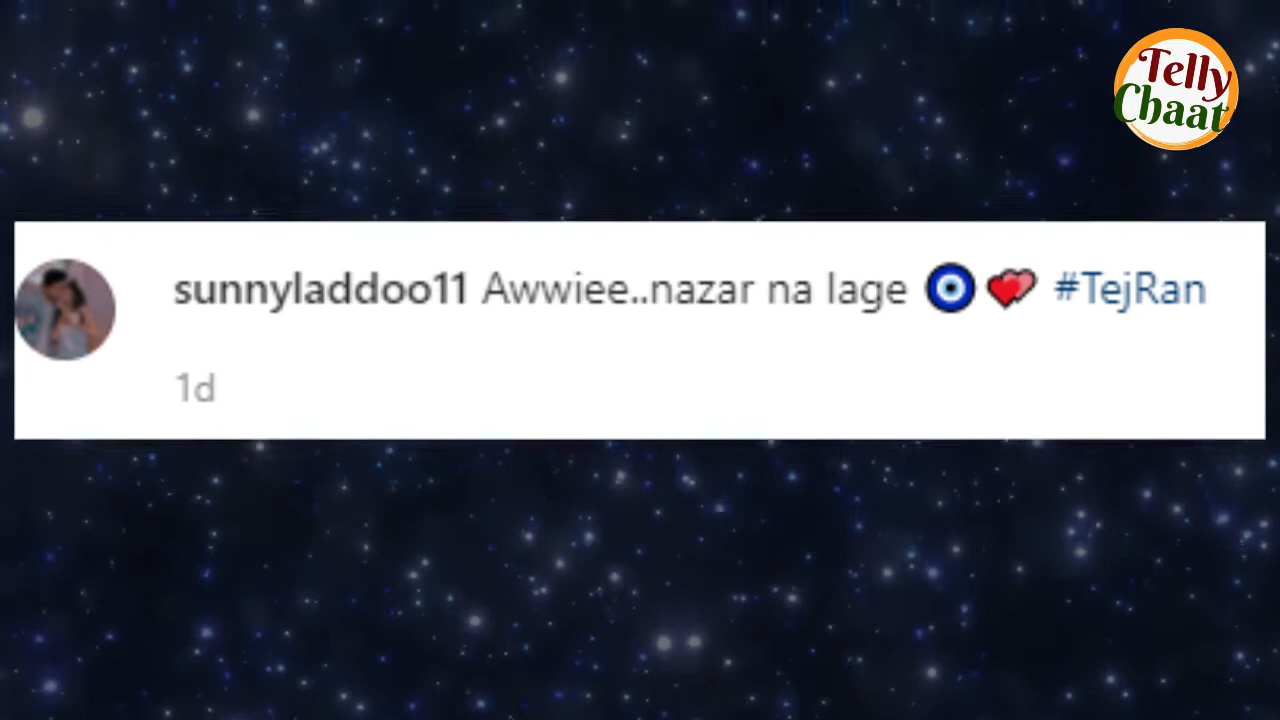 Telly
Chaat
sunnyladdoo11 Awwiee..nazar na lage 🧿💕 #TejRan
1d